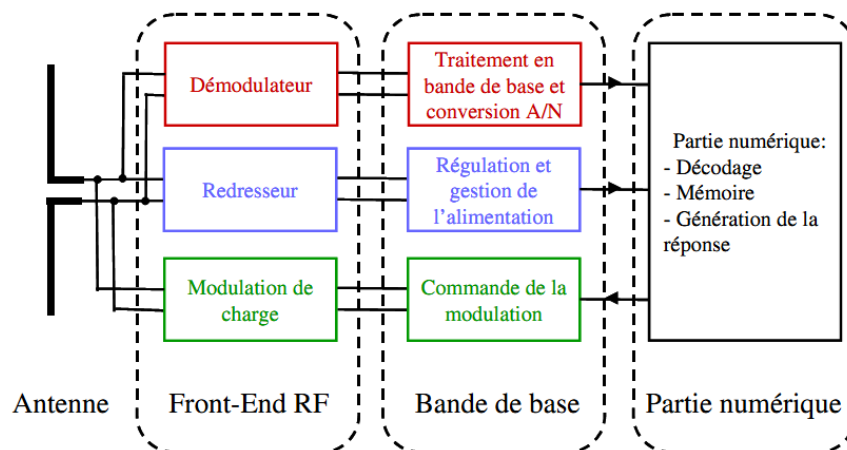 Démodulateur
Traitement en
bande de base et
conversion A/N
Redresseur
Régulation et
gestion de
l’alimentation
Modulation de
charge
Commande de la
modulation
Partie numérique:
- Décodage
- Mémoire
- Génération de la
réponse
Antenne
Front-End RF
Bande de base
Partie numérique